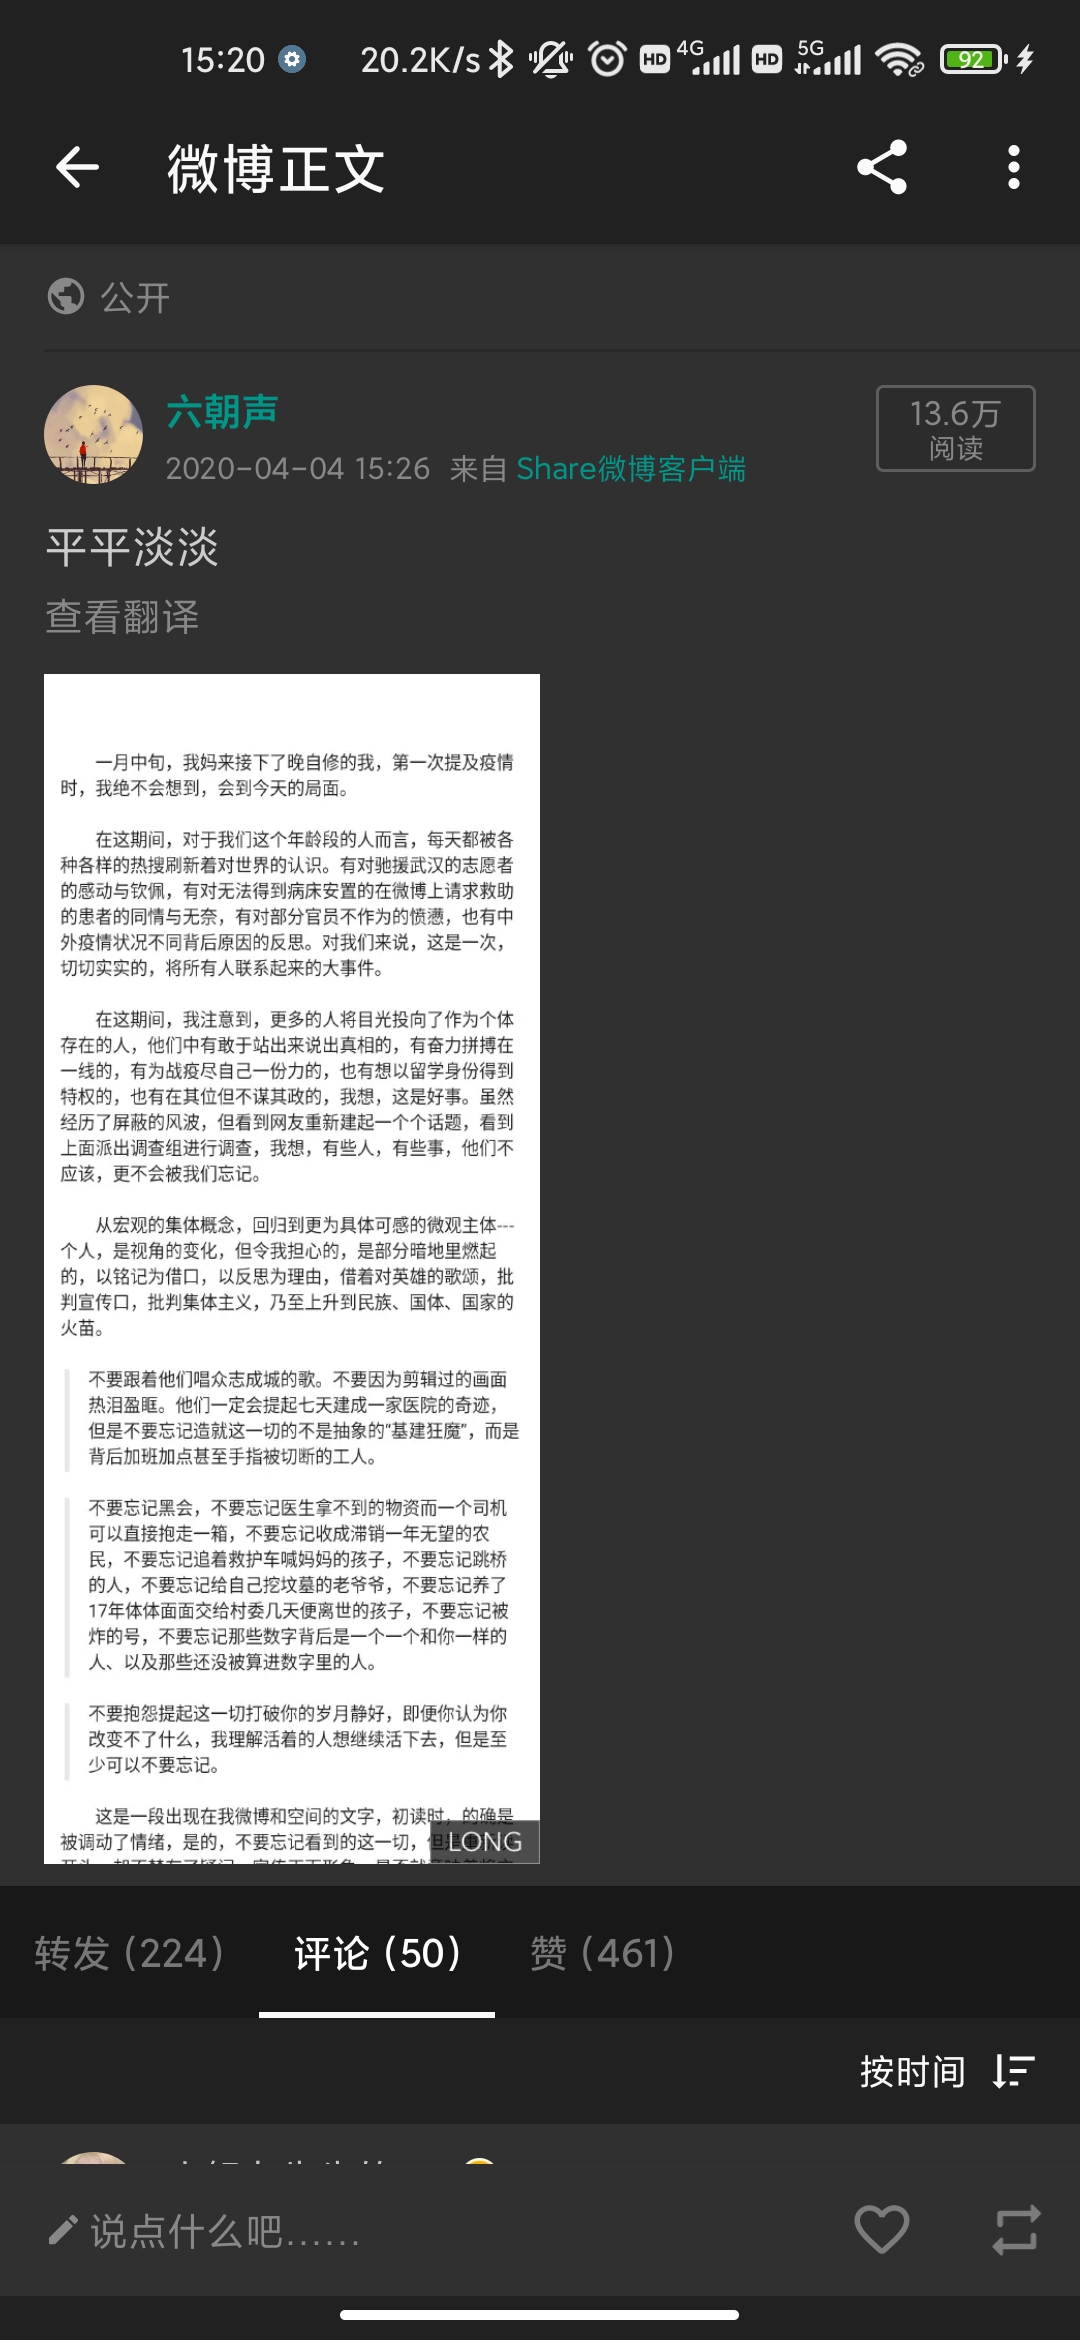 15:20 20.2K/s HD 4G HD 5G 92
微博正文
公开
六朝声
13.6万
阅读
2020-04-04 15:26 来自 Share微博客户端
平平淡淡
查看翻译
一月中旬，我妈来接下了晚自修的我，第一次提及疫情
时，我绝不会想到，会到今天的局面。
在这期间，对于我们这个年龄段的人而言，每天都被各
种各样的热搜刷新着对世界的认识。有对驰援武汉的志愿者
的感动与钦佩，有对无法得到病床安置的在微博上请求救助
的患者的同情与无奈，有对部分官员不作为的愤懑，也有中
外疫情状况不同背后原因的反思。对我们来说，这是一次，
切切实实的，将所有人联系起来的大事件。
在这期间，我注意到，更多的人将目光投向了作为个体
存在的人，他们中有敢于站出来说出真相的，有奋力拼搏在
一线的，有为战疫尽自己一份力的，也有想以留学身份得到
特权的，也有在其位但不谋其政的，我想，这是好事。虽然
经历了屏蔽的风波，但看到网友重新建起一个个话题，看到
上面派出调查组进行调查，我想，有些人，有些事，他们不
应该，更不会被我们忘记。
从宏观的集体概念，回归到更为具体可感的微观主体---
个人，是视角的变化，但令我担心的，是部分暗地里燃起
的，以铭记为借口，以反思为理由，借着对英雄的歌颂，批
判宣传口，批判集体主义，乃至上升到民族、国体、国家的
火苗。
不要跟着他们唱众志成城的歌。不要因为剪辑过的画面
热泪盈眶。他们一定会提起七天建成一家医院的奇迹，
但是不要忘记造就这一切的不是抽象的“基建狂魔”，而是
背后加班加点甚至手指被切断的工人。
不要忘记黑会，不要忘记医生拿不到的物资而一个司机
可以直接抱走一箱，不要忘记收成滞销一年无望的农
民，不要忘记追着救护车喊妈妈的孩子，不要忘记跳桥
的人，不要忘记给自己挖坟墓的老爷爷，不要忘记养了
17年体体面面交给村委几天便离世的孩子，不要忘记被
炸的号，不要忘记那些数字背后是一个一个和你一样的
人、以及那些还没被算进数字里的人。
不要抱怨提起这一切打破你的岁月静好，即便你认为你
改变不了什么，我理解活着的人想继续活下去，但是至
少可以不要忘记。
这是一段出现在我微博和空间的文字，初读时，的确是
被调动了情绪，是的，不要忘记看到的这一切，但是
LONG
转发 (224) 评论 (50) 赞 (461)
按时间
说点什么吧......